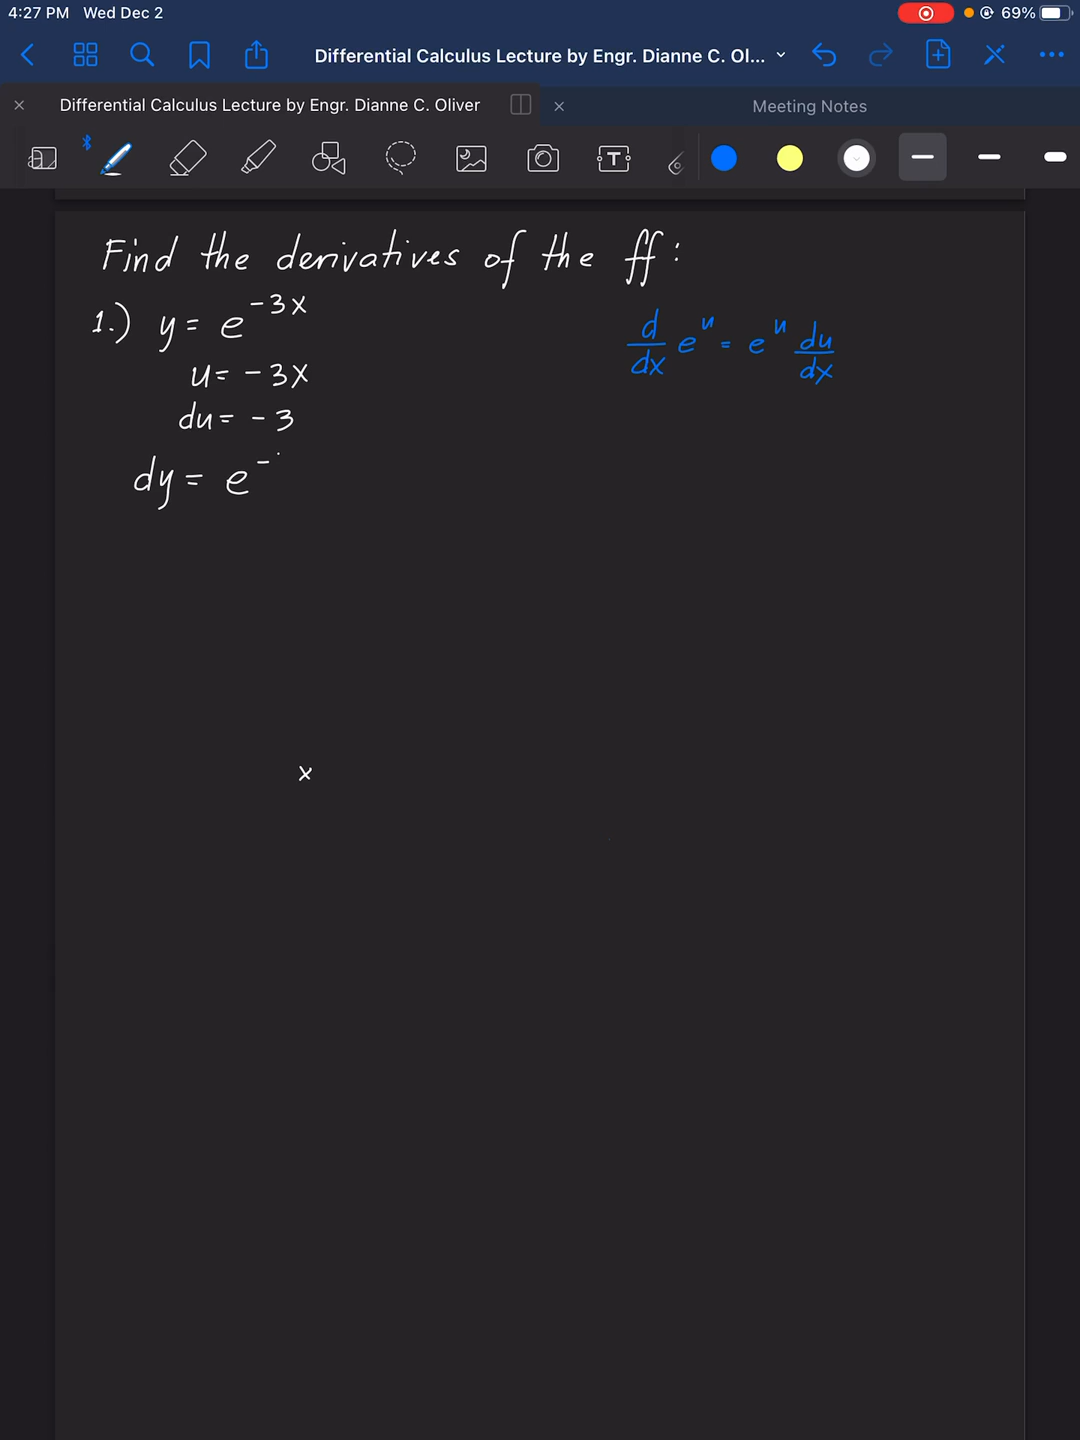 4:27 PM Wed Dec 2 69%
Differential Calculus Lecture by Engr. Dianne C. Ol...
Differential Calculus Lecture by Engr. Dianne C. Oliver
Meeting Notes
T
Find the derivatives of the ff:
1.) y = e^{-3x}
d/dx e^u = e^u du/dx
u = -3x
du = -3
dy = e^-
x